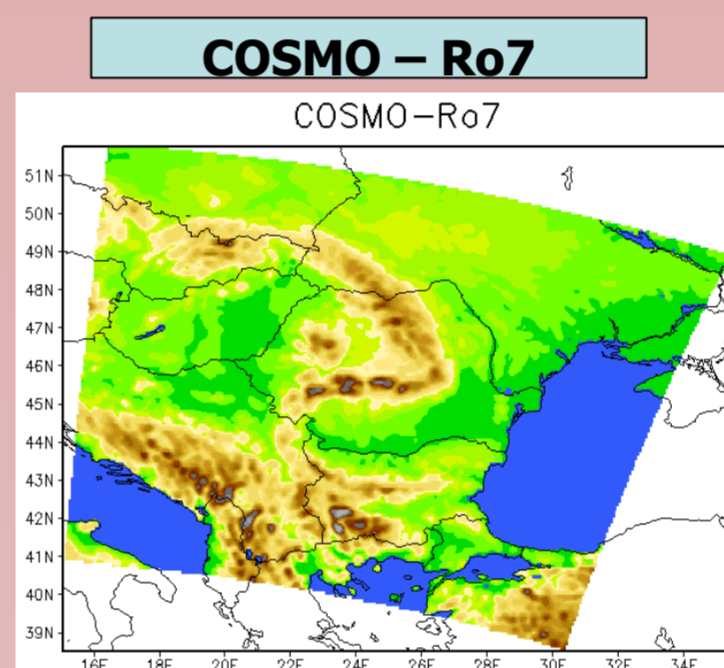 COSMO – Ro7
COSMO-Ro7
51N
50N
49N
48N
47N
46N
45N
44N
43N
42N
41N
40N
39N
16E 18E 20E 22E 24E 26E 28E 30E 32E 34E